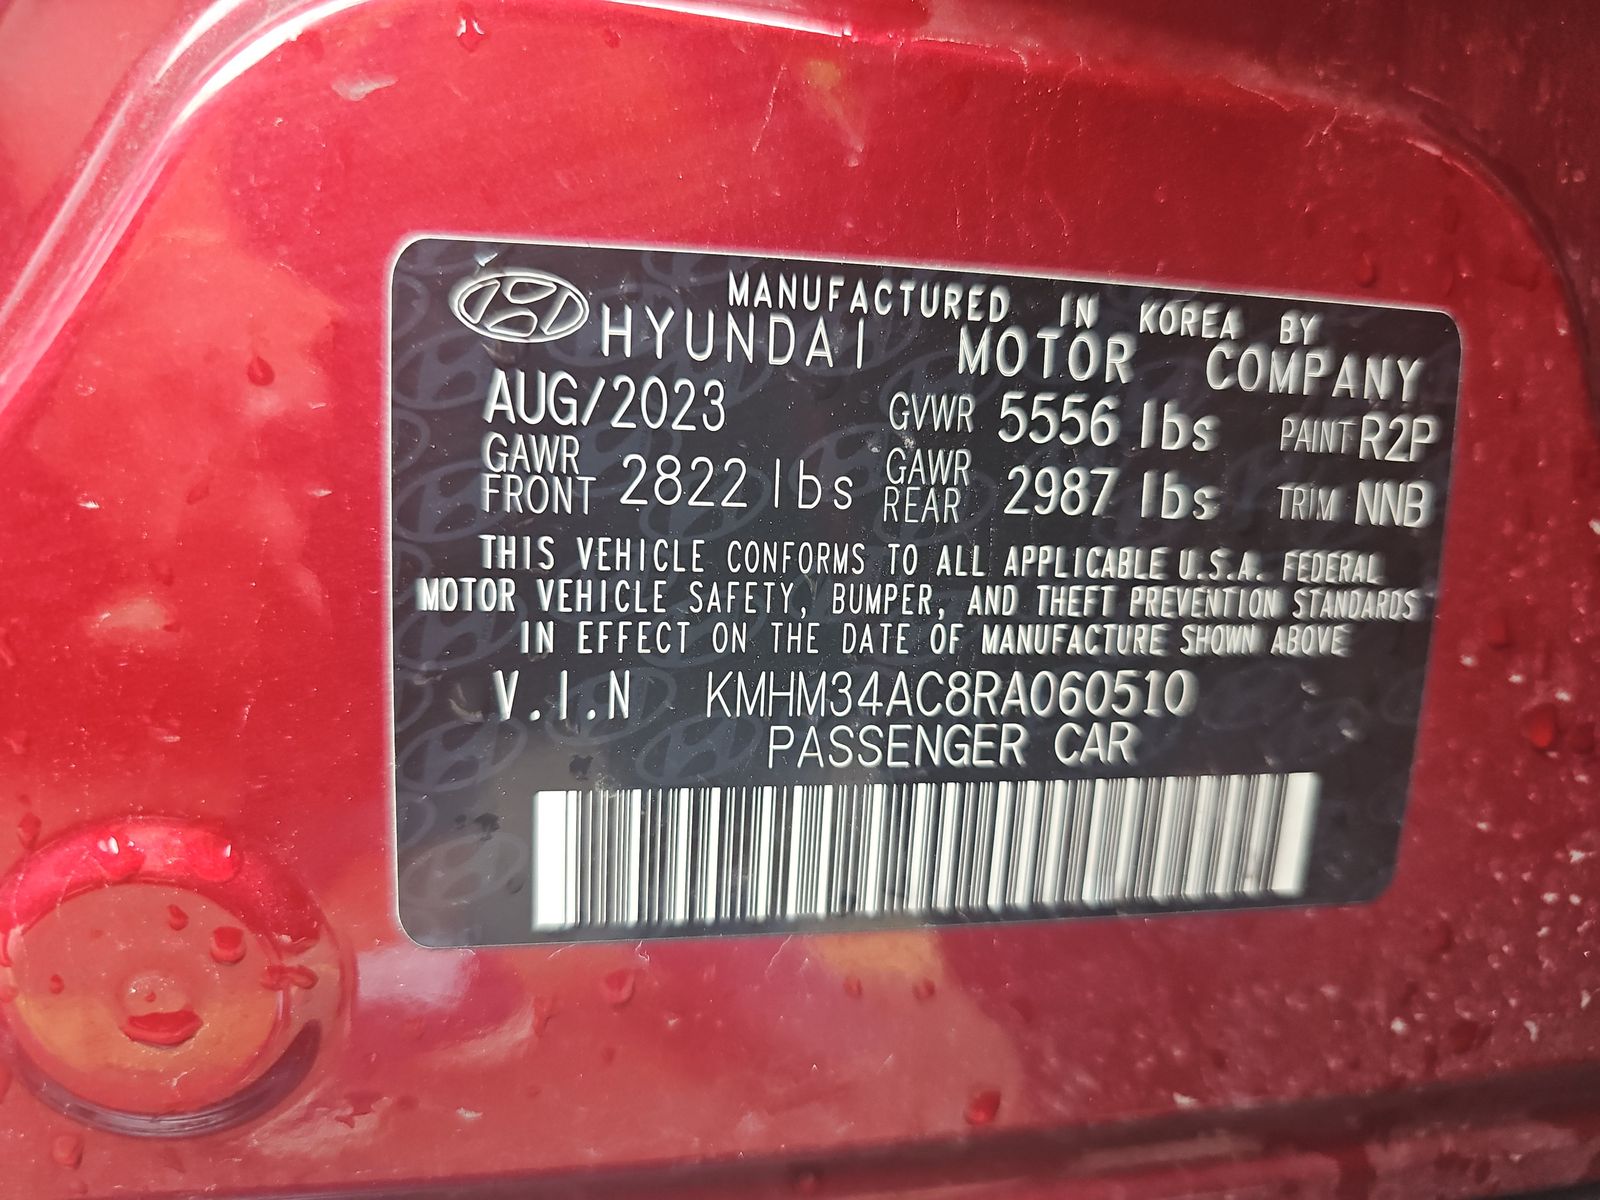 MANUFACTURED IN KOREA BY
HYUNDAI MOTOR COMPANY
AUG/2023 GVWR 5556 lbs PAINT R2P
GAWR FRONT 2822 lbs GAWR REAR 2987 lbs TRIM NNB
THIS VEHICLE CONFORMS TO ALL APPLICABLE U.S.A. FEDERAL
MOTOR VEHICLE SAFETY, BUMPER, AND THEFT PREVENTION STANDARDS
IN EFFECT ON THE DATE OF MANUFACTURE SHOWN ABOVE
V.I.N KMHM34AC8RA060510
PASSENGER CAR